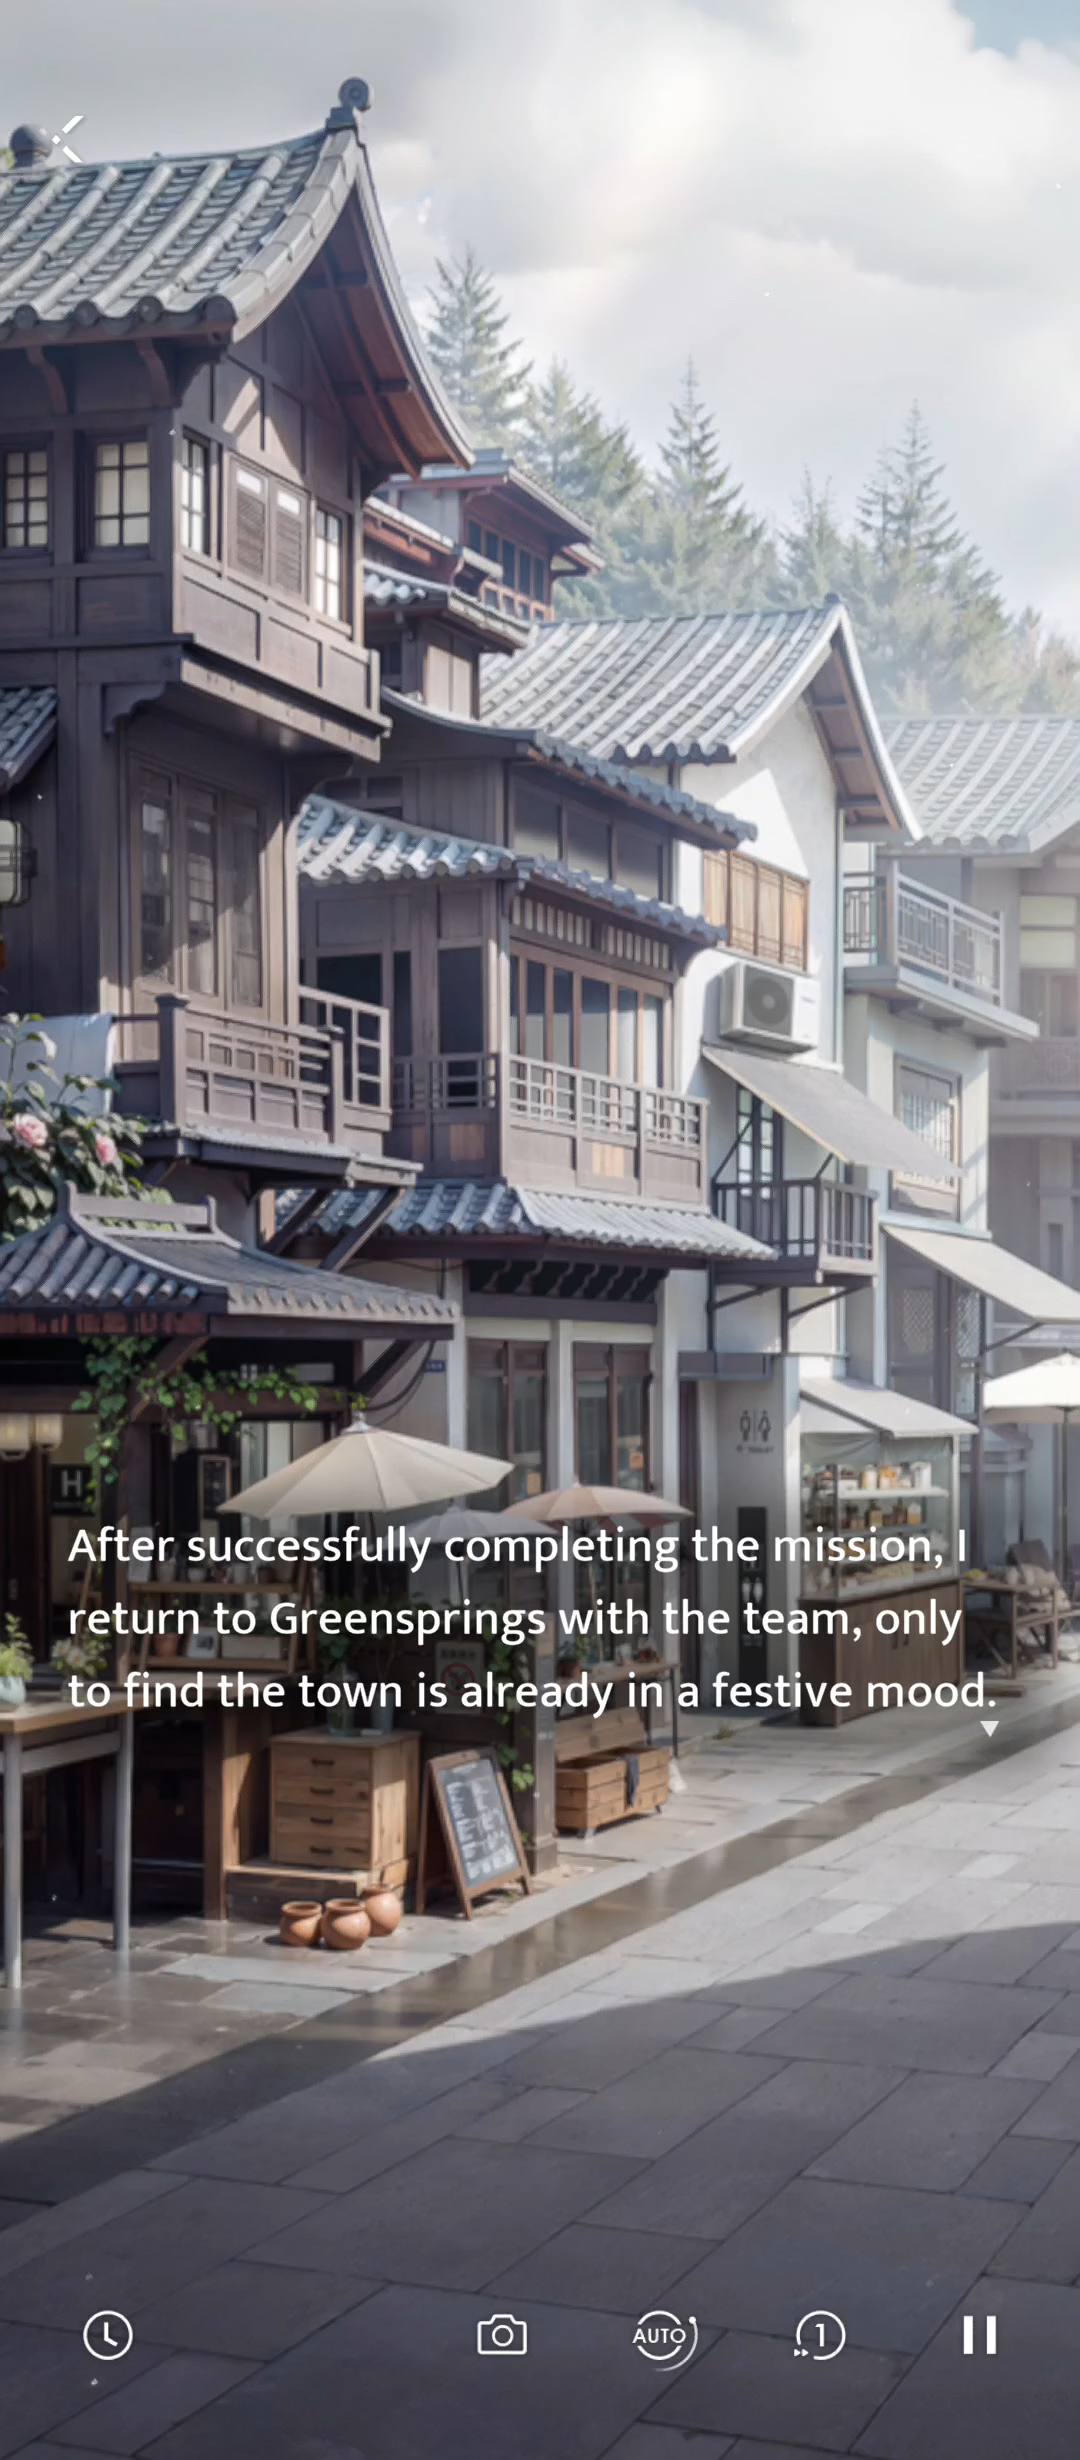 H
After successfully completing the mission, I
return to Greensprings with the team, only
to find the town is already in a festive mood.
AUTO
1